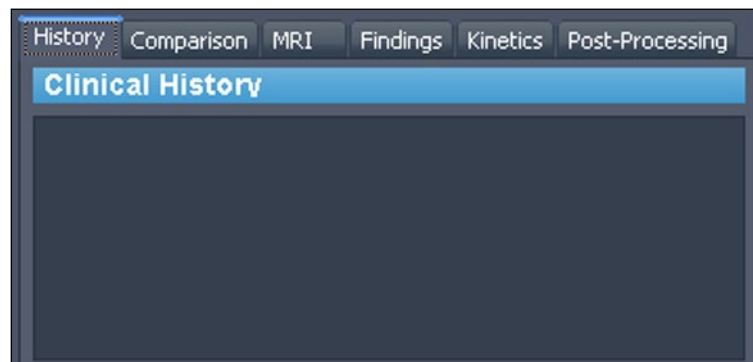 History Comparison MRI Findings Kinetics Post-Processing
Clinical History